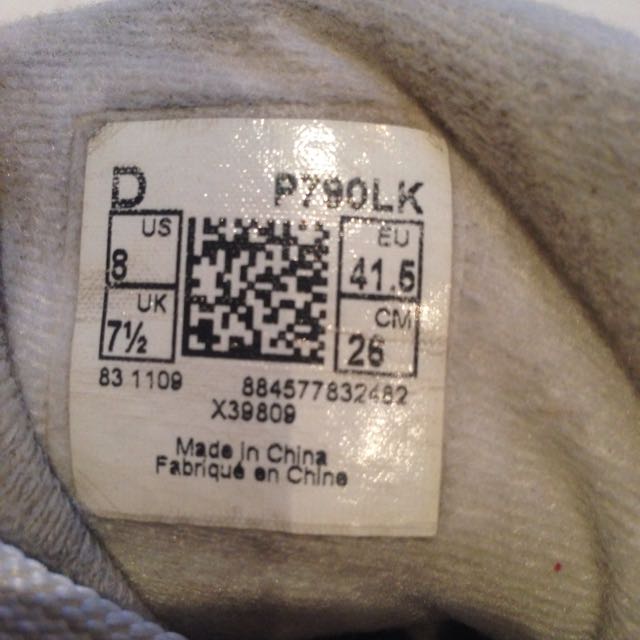 D P790LK
US 8 EU 41.5
UK 7½ CM 26
83 1109 884577832482
X39809
Made in China
Fabriqué en Chine